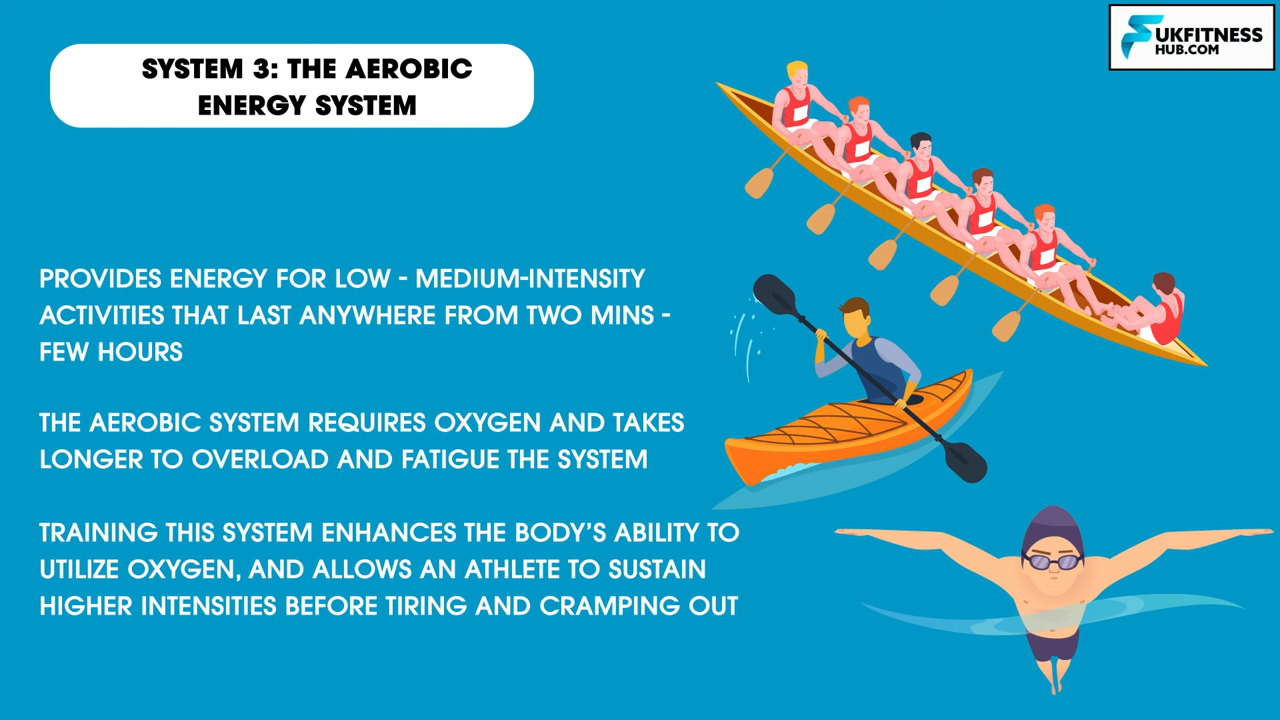 SYSTEM 3: THE AEROBIC
ENERGY SYSTEM
UKFITNESS
HUB.COM
PROVIDES ENERGY FOR LOW - MEDIUM-INTENSITY
ACTIVITIES THAT LAST ANYWHERE FROM TWO MINS -
FEW HOURS
THE AEROBIC SYSTEM REQUIRES OXYGEN AND TAKES
LONGER TO OVERLOAD AND FATIGUE THE SYSTEM
TRAINING THIS SYSTEM ENHANCES THE BODY'S ABILITY TO
UTILIZE OXYGEN, AND ALLOWS AN ATHLETE TO SUSTAIN
HIGHER INTENSITIES BEFORE TIRING AND CRAMPING OUT